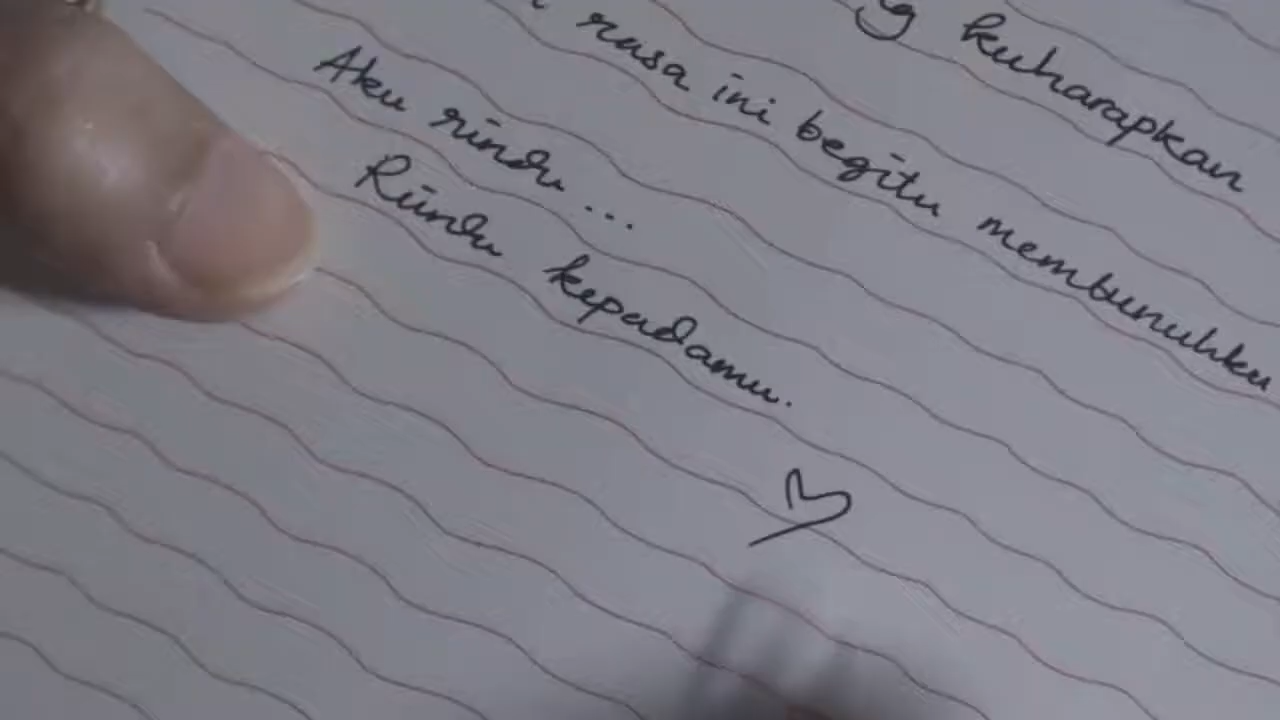 kuharapkan
rasa ini begitu membunuhku
Aku rindu ...
Rindu kepadamu.